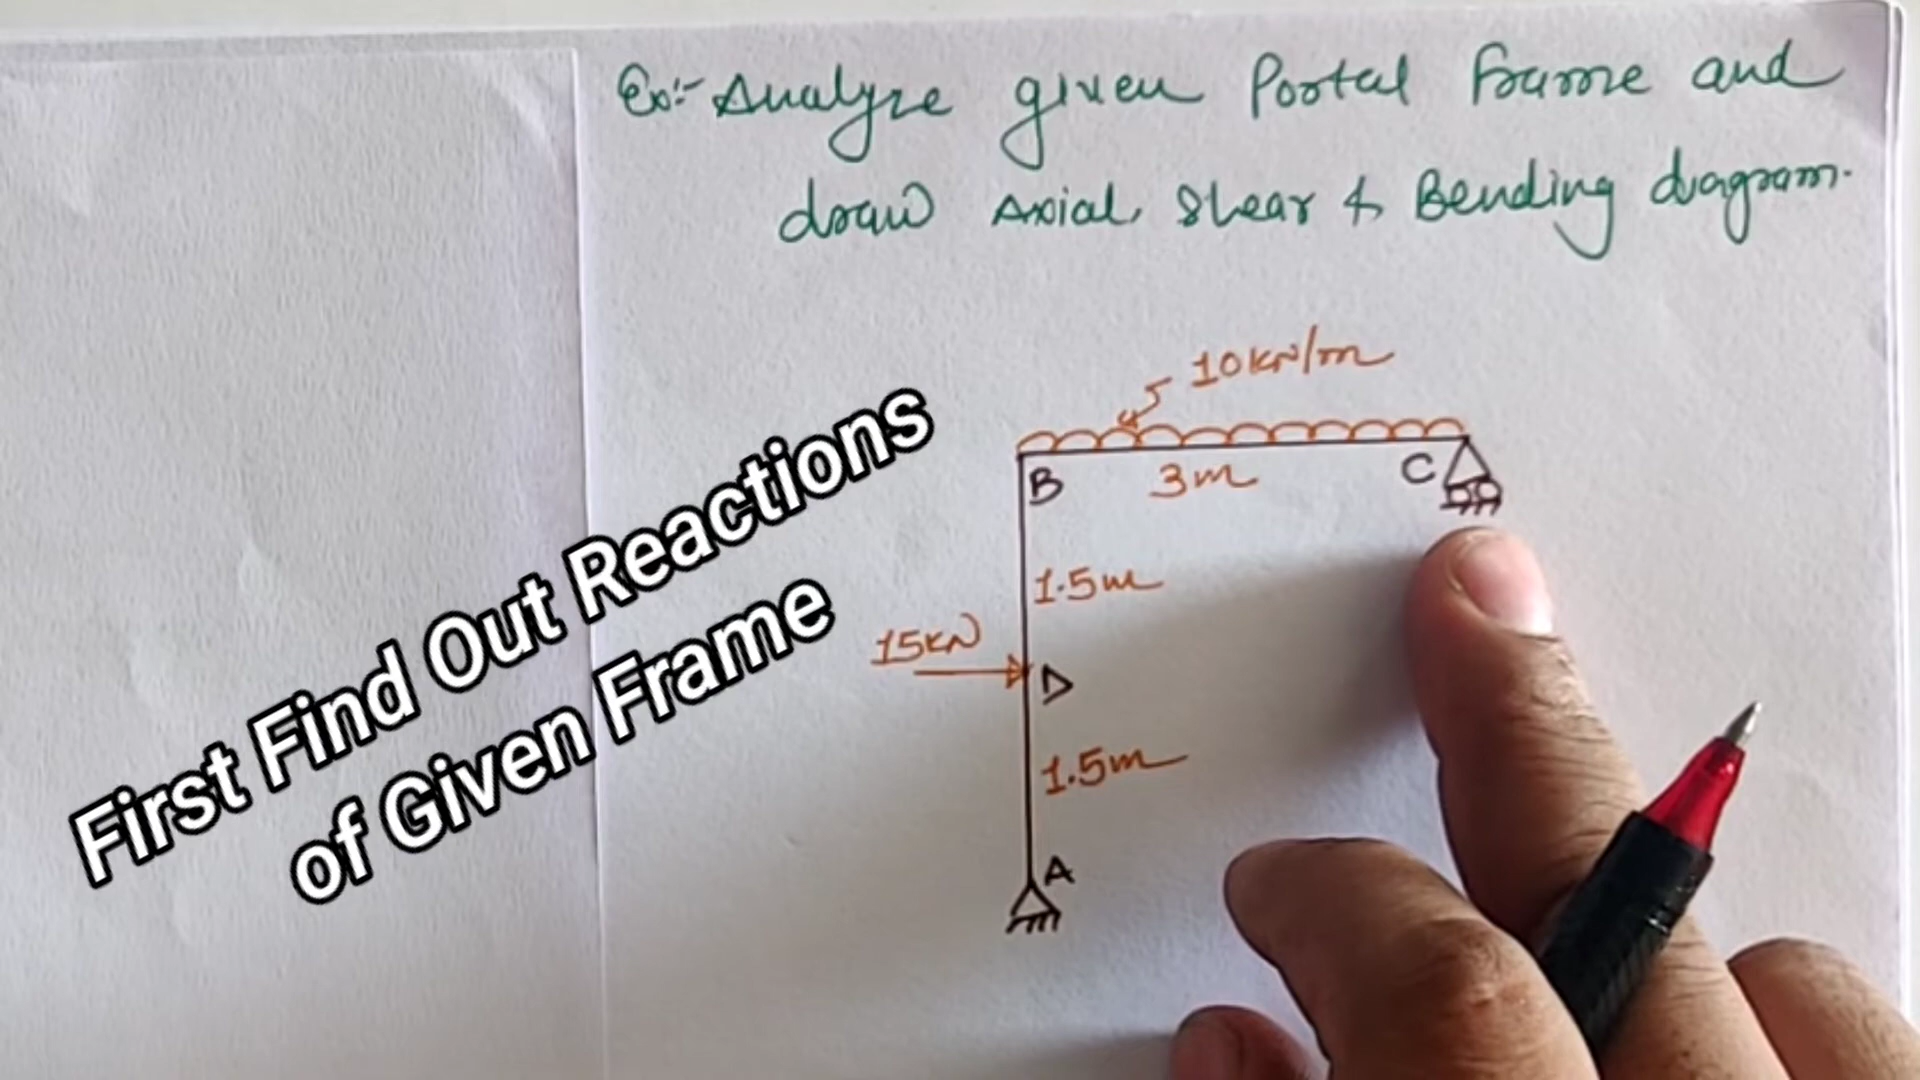 Ex:- Analyze given Portal Frame and
draw Axial, Shear & Bending diagram.
10kN/m
B
3m
C
1.5m
15kN
D
1.5m
A
First Find Out Reactions
of Given Frame